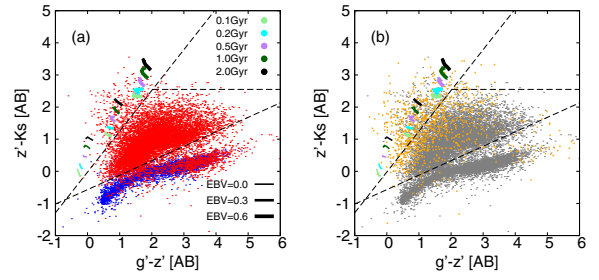 (a)
0.1Gyr
0.2Gyr
0.5Gyr
1.0Gyr
2.0Gyr
5
4
3
2
1
0
-1
-2
z'-Ks [AB]
EBV=0.0
EBV=0.3
EBV=0.6
-1 0 1 2 3 4 5 6
g'-z' [AB]
(b)
5
4
3
2
1
0
-1
-2
z'-Ks [AB]
-1 0 1 2 3 4 5 6
g'-z' [AB]